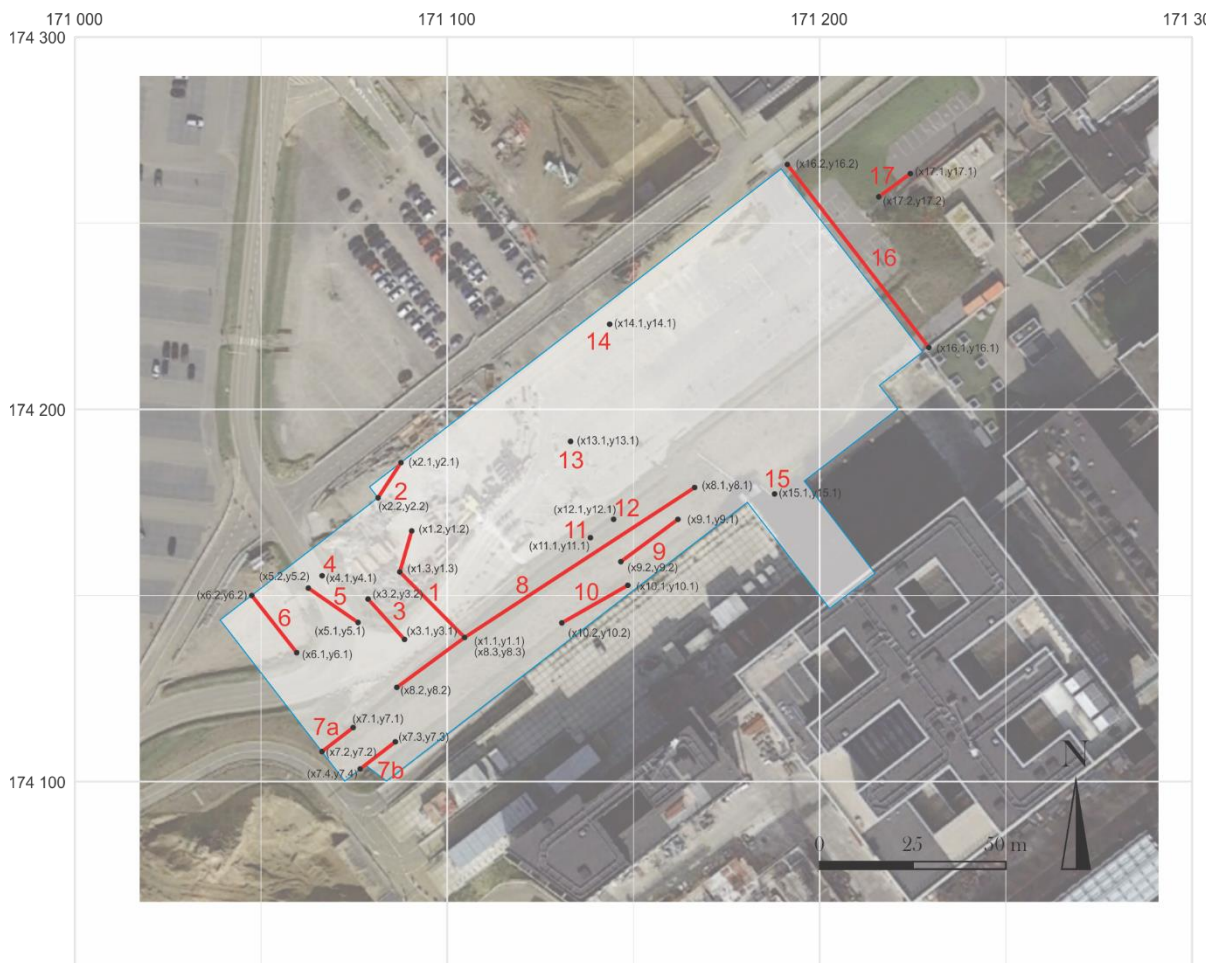 171 000
171 100
171 200
171 30
174 300
(x16.2,y16.2)
17
(x17.1,y17.1)
(x17.2,y17.2)
16
(x14.1,y14.1)
14
(x16.1,y16.1)
174 200
(x13.1,y13.1)
13
(x2.1,y2.1)
2
(x2.2,y2.2)
15
(x15.1,y15.1)
(x8.1,y8.1)
(x12.1,y12.1)
12
(x9.1,y9.1)
11
(x11.1,y11.1)
(x1.2,y1.2)
9
(x9.2,y9.2)
8
4
(x1.3,y1.3)
(x5.2,y5.2)
(x4.1,y4.1)
(x10.1,y10.1)
10
(x6.2,y6.2)
5
(x3.2,y3.2)
1
3
6
(x5.1,y5.1)
(x10.2,y10.2)
(x3.1,y3.1)
(x1.1,y1.1)
(x8.3,y8.3)
(x6.1,y6.1)
(x8.2,y8.2)
7a
(x7.1,y7.1)
(x7.3,y7.3)
(x7.2,y7.2)
(x7.4,y7.4)
7b
174 100
N
0 25 50 m